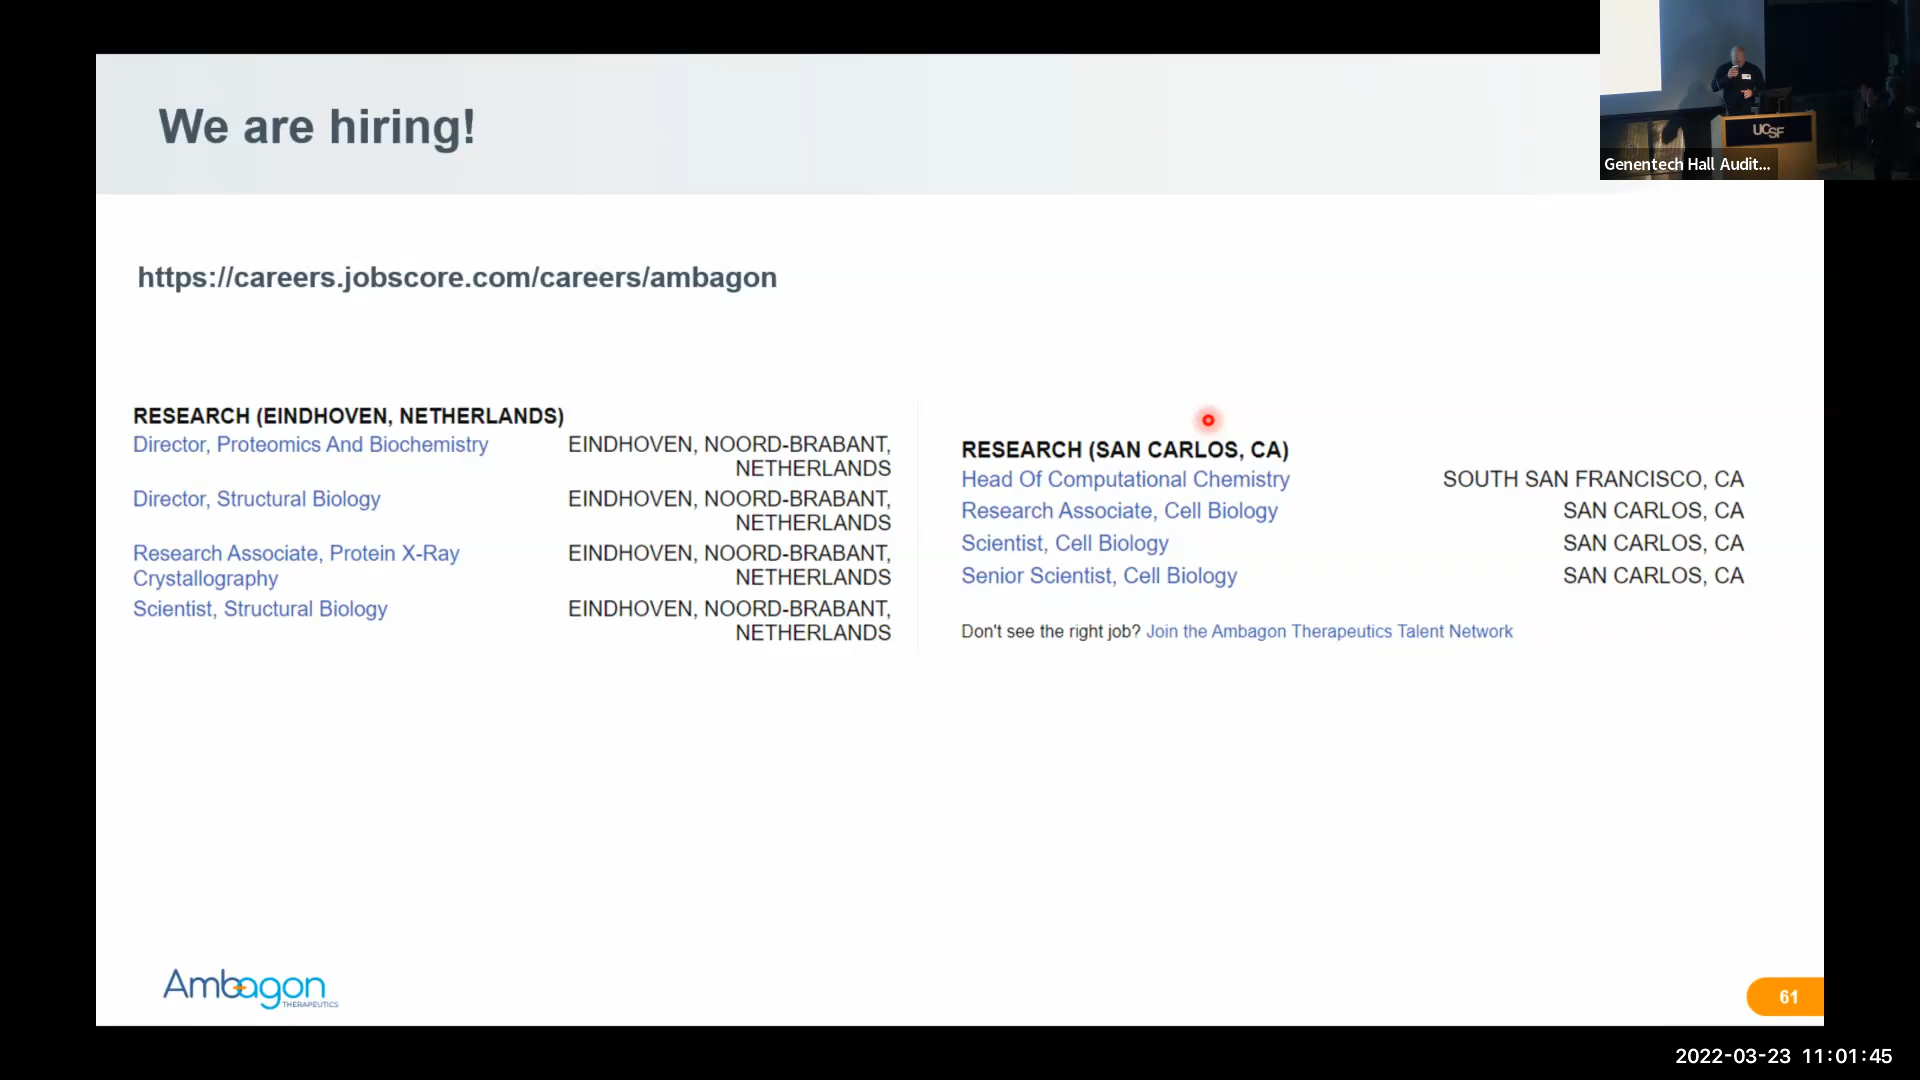 We are hiring!
UCSF
Genentech Hall Audit...
https://careers.jobscore.com/careers/ambagon
RESEARCH (EINDHOVEN, NETHERLANDS)
Director, Proteomics And Biochemistry EINDHOVEN, NOORD-BRABANT,
NETHERLANDS
Director, Structural Biology EINDHOVEN, NOORD-BRABANT,
NETHERLANDS
Research Associate, Protein X-Ray EINDHOVEN, NOORD-BRABANT,
Crystallography NETHERLANDS
Scientist, Structural Biology EINDHOVEN, NOORD-BRABANT,
NETHERLANDS
RESEARCH (SAN CARLOS, CA)
Head Of Computational Chemistry SOUTH SAN FRANCISCO, CA
Research Associate, Cell Biology SAN CARLOS, CA
Scientist, Cell Biology SAN CARLOS, CA
Senior Scientist, Cell Biology SAN CARLOS, CA
Don't see the right job? Join the Ambagon Therapeutics Talent Network
Ambagon
THERAPEUTICS
61
2022-03-23 11:01:45